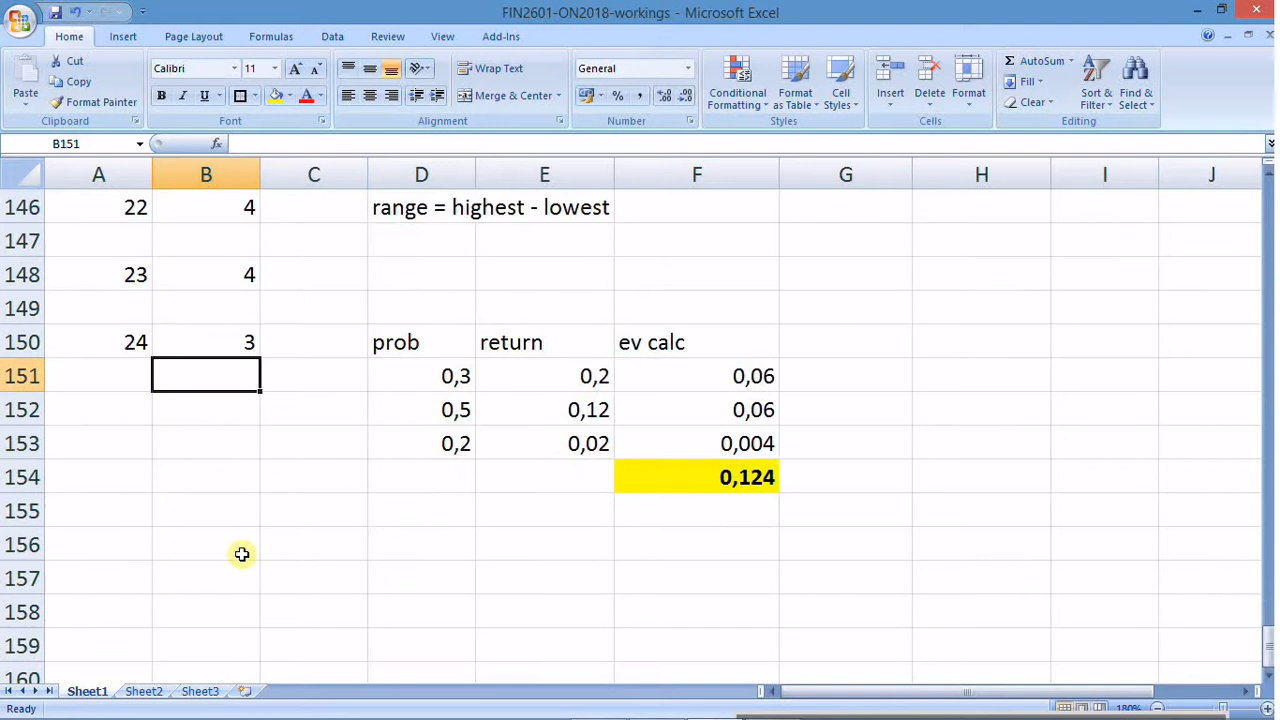 FIN2601-ON2018-workings - Microsoft Excel
Home Insert Page Layout Formulas Data Review View Add-Ins
Paste Cut Calibri 11 Wrap Text General Conditional Formatting Format as Table Cell Styles Insert Delete Format AutoSum Sort & Filter Find & Select
Copy Fill
Format Painter B I U A Merge & Center % , Clear
Clipboard Font Alignment Number Styles Cells Editing
B151 fx
A B C D E F G H I J
146 22 4 range = highest - lowest
147
148 23 4
149
150 24 3 prob return ev calc
151 0,3 0,2 0,06
152 0,5 0,12 0,06
153 0,2 0,02 0,004
154 0,124
155
156
157
158
159
160
Sheet1 Sheet2 Sheet3
Ready 180%